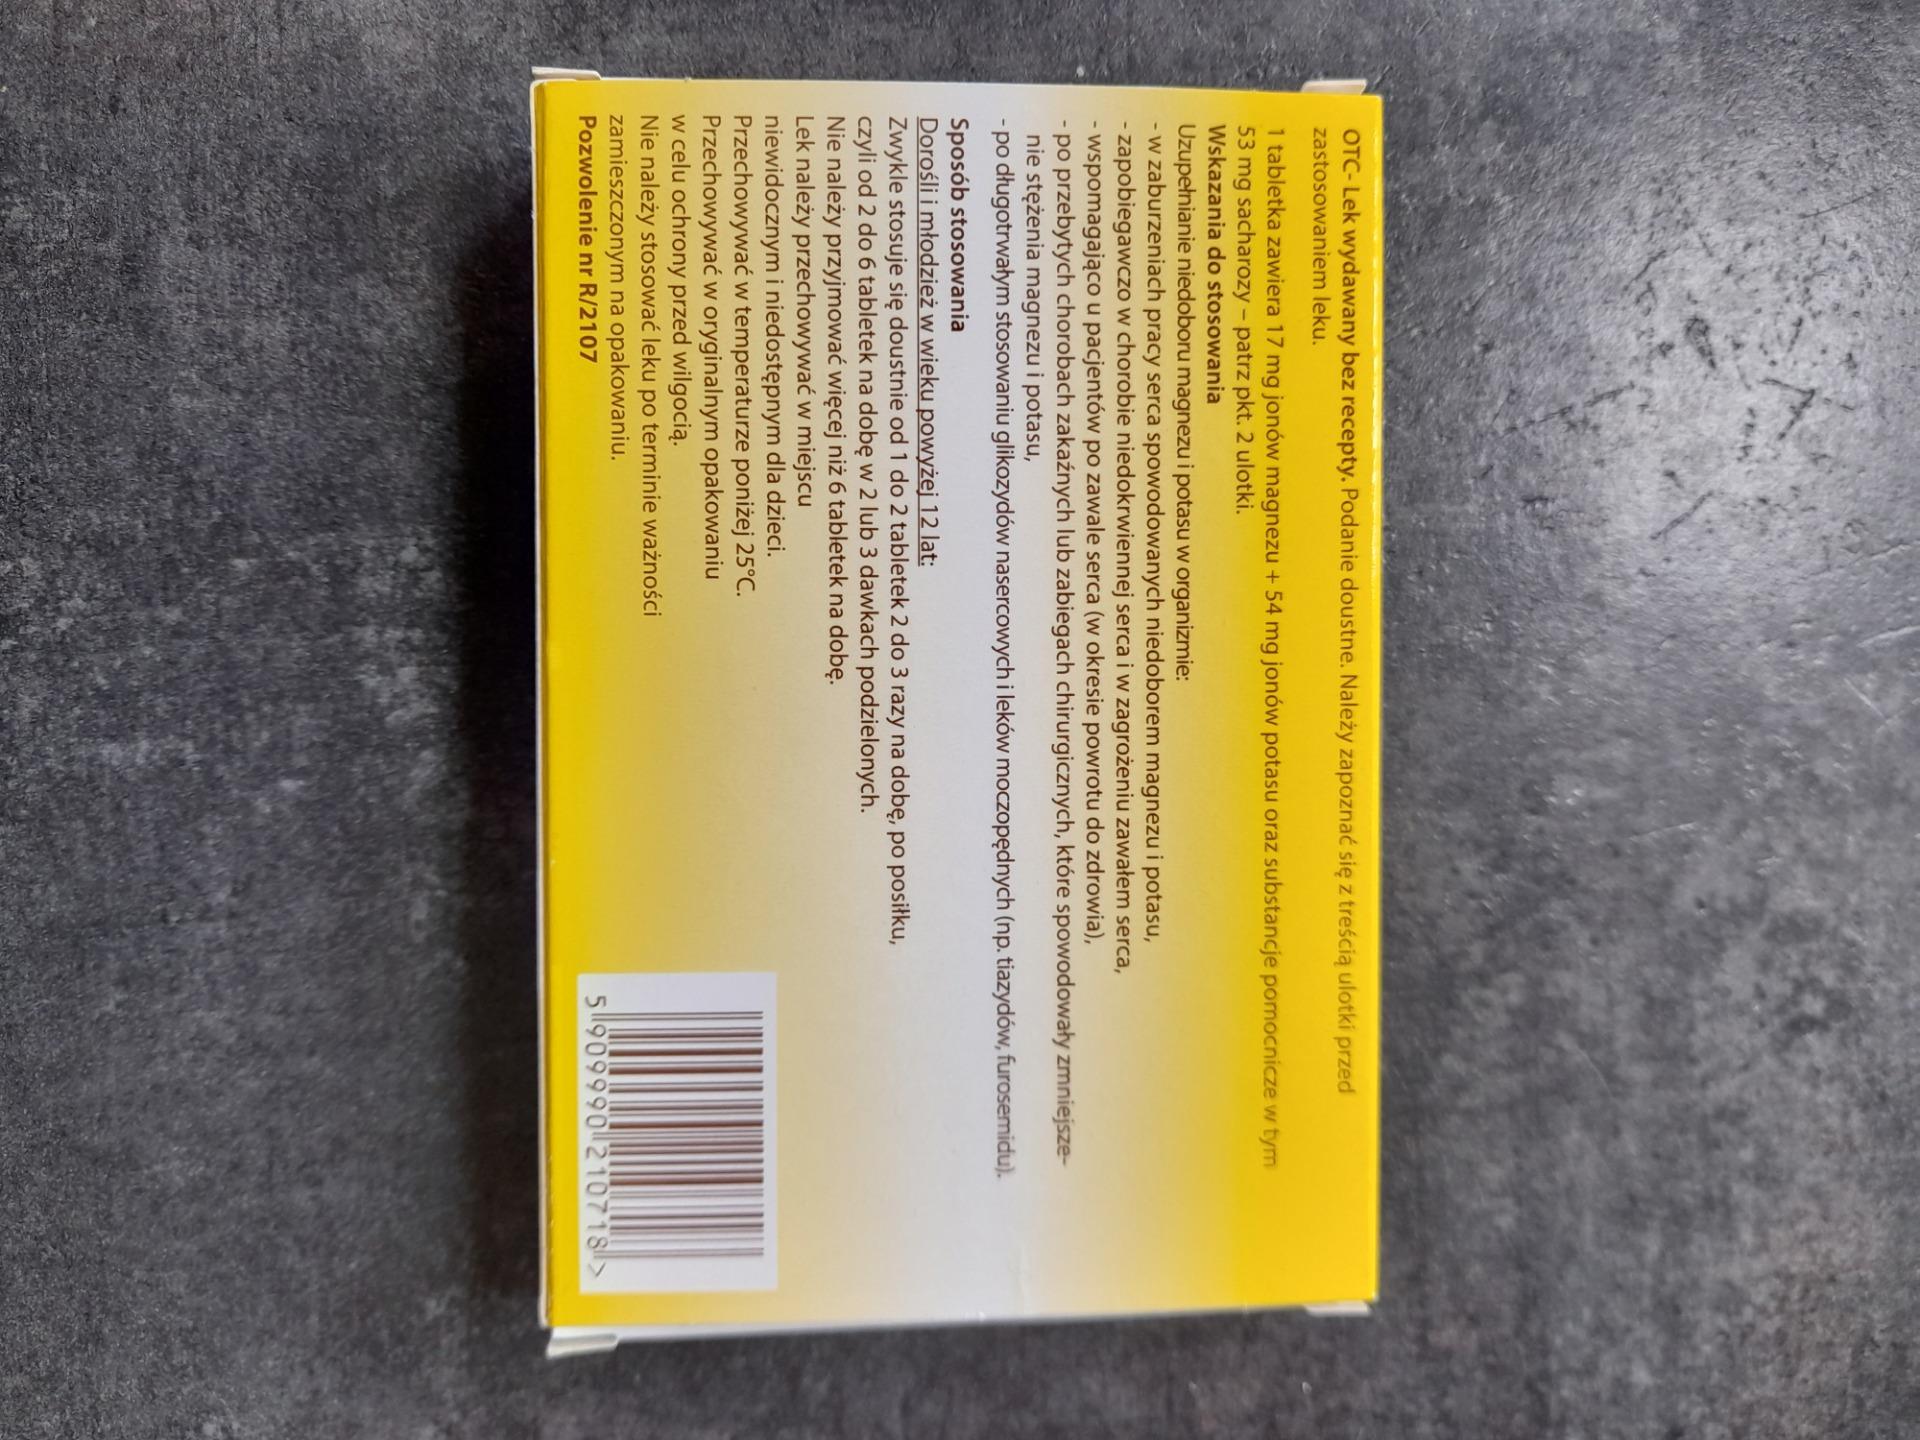 OTC- Lek wydawany bez recepty. Podanie doustne. Należy zapoznać się z treścią ulotki przed
zastosowaniem leku.
1 tabletka zawiera 17 mg jonów magnezu + 54 mg jonów potasu oraz substancje pomocnicze w tym
53 mg sacharozy – patrz pkt. 2 ulotki.
Wskazania do stosowania
Uzupełnianie niedoboru magnezu i potasu w organizmie:
- w zaburzeniach pracy serca spowodowanych niedoborem magnezu i potasu,
- zapobiegawczo w chorobie niedokrwiennej serca i w zagrożeniu zawałem serca,
- wspomagająco u pacjentów po zawale serca (w okresie powrotu do zdrowia),
- po przebytych chorobach zakaźnych lub zabiegach chirurgicznych, które spowodowały zmniejsze-
nie stężenia magnezu i potasu,
- po długotrwałym stosowaniu glikozydów nasercowych i leków moczopędnych (np. tiazydów, furosemidu).
Sposób stosowania
Dorośli i młodzież w wieku powyżej 12 lat:
Zwykle stosuje się doustnie od 1 do 2 tabletek 2 do 3 razy na dobę, po posiłku,
czyli od 2 do 6 tabletek na dobę w 2 lub 3 dawkach podzielonych.
Nie należy przyjmować więcej niż 6 tabletek na dobę.
Lek należy przechowywać w miejscu
niewidocznym i niedostępnym dla dzieci.
Przechowywać w temperaturze poniżej 25°C.
Przechowywać w oryginalnym opakowaniu
w celu ochrony przed wilgocią.
Nie należy stosować leku po terminie ważności
zamieszczonym na opakowaniu.
Pozwolenie nr R/2107
5 909990 210718 >